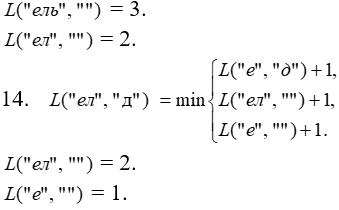 L("ель", "") = 3.
L("ел", "") = 2.
L("е", "д") + 1,
14. L("ел", "д") = min{ L("ел", "") + 1,
L("е", "") + 1.
L("ел", "") = 2.
L("е", "") = 1.